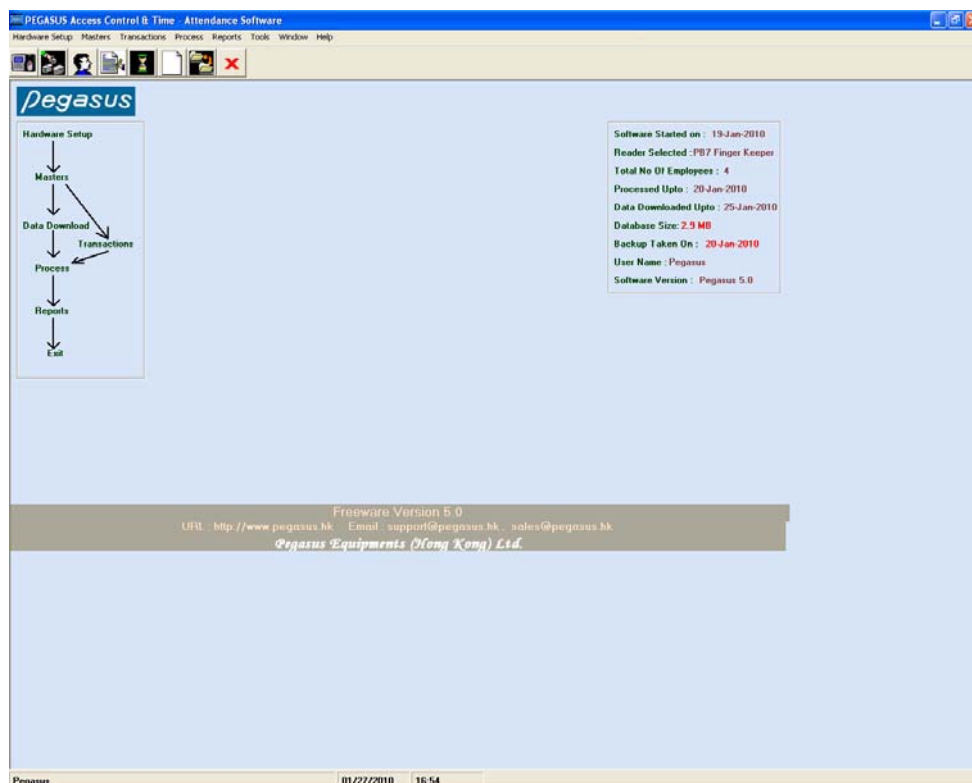 PEGASUS Access Control & Time - Attendance Software
Hardware Setup Masters Transactions Process Reports Tools Window Help
Pegasus
Hardware Setup
Masters
Data Download
Transactions
Process
Reports
Exit
Software Started on : 19-Jan-2010
Reader Selected :PB7 Finger Keeper
Total No Of Employees : 4
Processed Upto : 20-Jan-2010
Data Downloaded Upto : 25-Jan-2010
Database Size: 2.9 MB
Backup Taken On : 20-Jan-2010
User Name : Pegasus
Software Version : Pegasus 5.0
Freeware Version 5.0
URL : http://www.pegasus.hk Email : support@pegasus.hk , sales@pegasus.hk
Pegasus Equipments (Hong Kong) Ltd.
Pegasus 01/27/2010 16:54